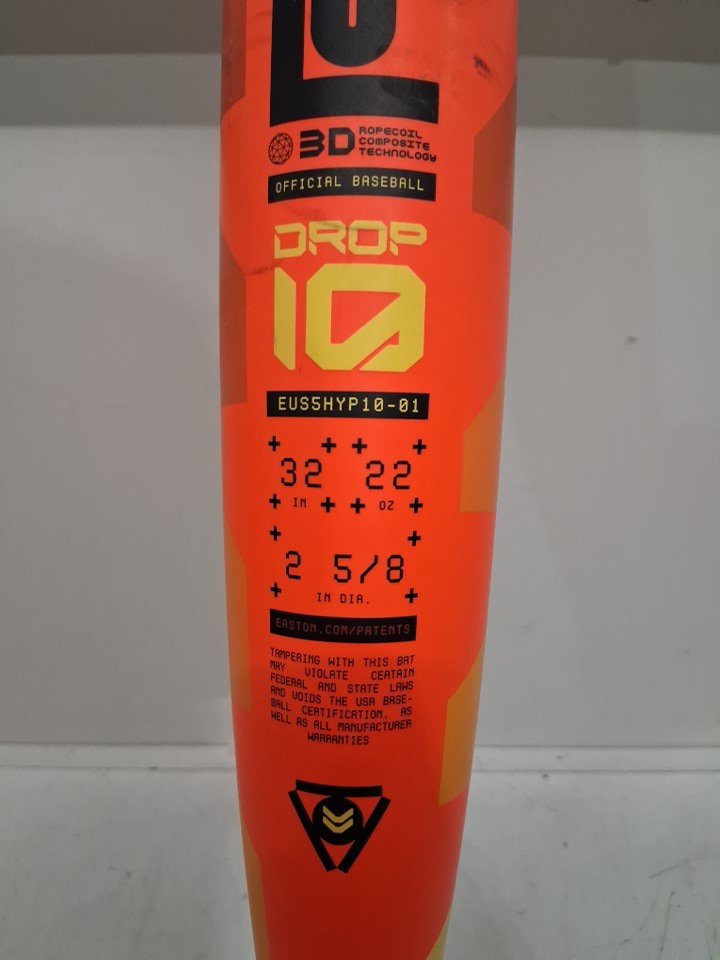 3D ROPECOIL
COMPOSITE
TECHNOLOGY
OFFICIAL BASEBALL
DROP
10
EUS5HYP10-01
32 22
IN OZ
2 5/8
IN DIA.
EASTON.COM/PATENTS
TAMPERING WITH THIS BAT
MAY VIOLATE CERTAIN
FEDERAL AND STATE LAWS
AND VOIDS THE USA BASE-
BALL CERTIFICATION, AS
WELL AS ALL MANUFACTURER
WARRANTIES